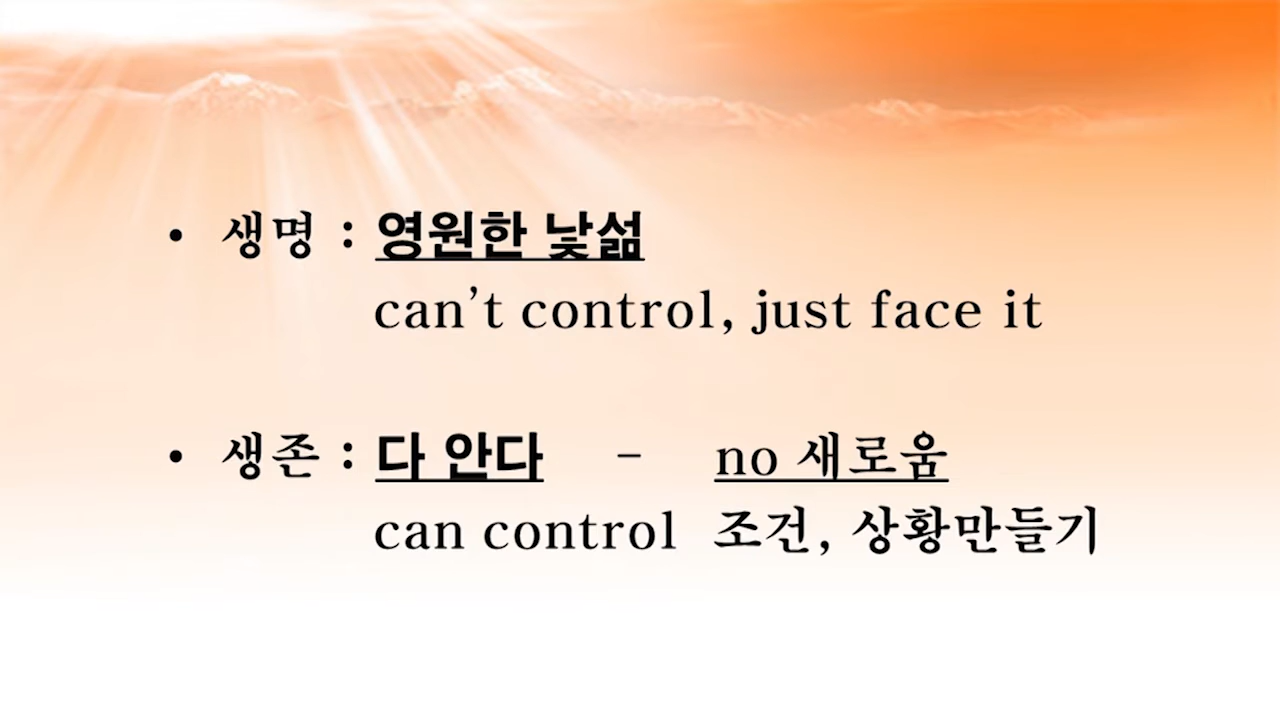 • 생명 : 영원한 낯섦
can't control, just face it
• 생존 : 다 안다 – no 새로움
can control 조건, 상황만들기